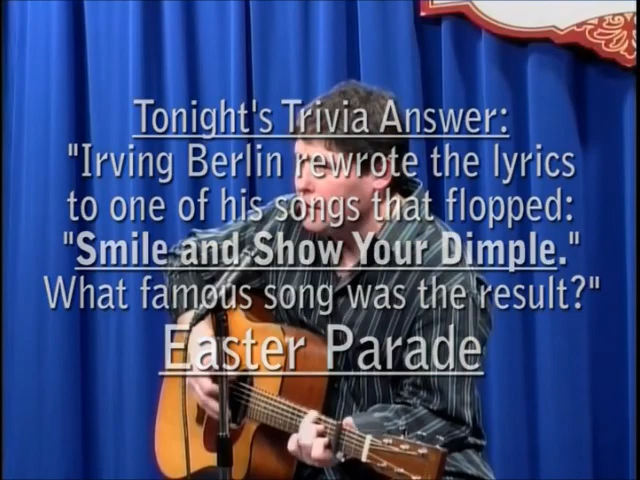 Tonight's Trivia Answer:
"Irving Berlin rewrote the lyrics
to one of his songs that flopped:
"Smile and Show Your Dimple."
What famous song was the result?"
Easter Parade